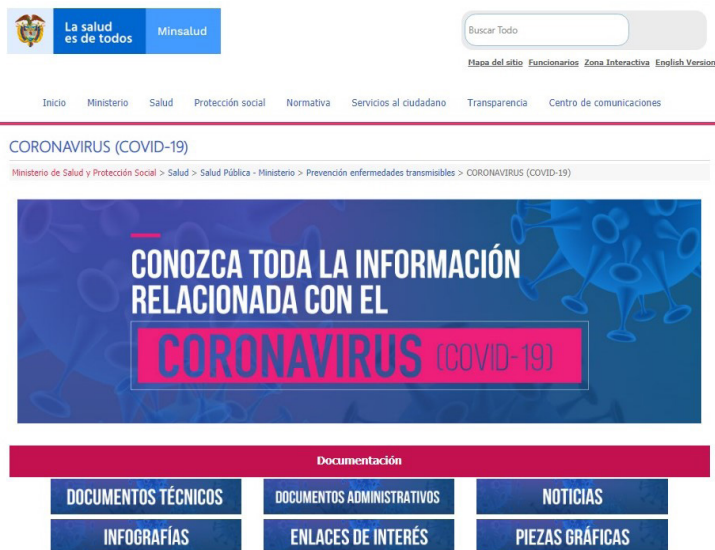 La salud
es de todos
Minsalud
Buscar Todo
Mapa del sitio Funcionarios Zona Interactiva English Version
Inicio Ministerio Salud Protección social Normativa Servicios al ciudadano Transparencia Centro de comunicaciones
CORONAVIRUS (COVID-19)
Ministerio de Salud y Protección Social > Salud > Salud Pública - Ministerio > Prevención enfermedades transmisibles > CORONAVIRUS (COVID-19)
CONOZCA TODA LA INFORMACIÓN
RELACIONADA CON EL
CORONAVIRUS (COVID-19)
Documentación
DOCUMENTOS TÉCNICOS DOCUMENTOS ADMINISTRATIVOS NOTICIAS
INFOGRAFÍAS ENLACES DE INTERÉS PIEZAS GRÁFICAS